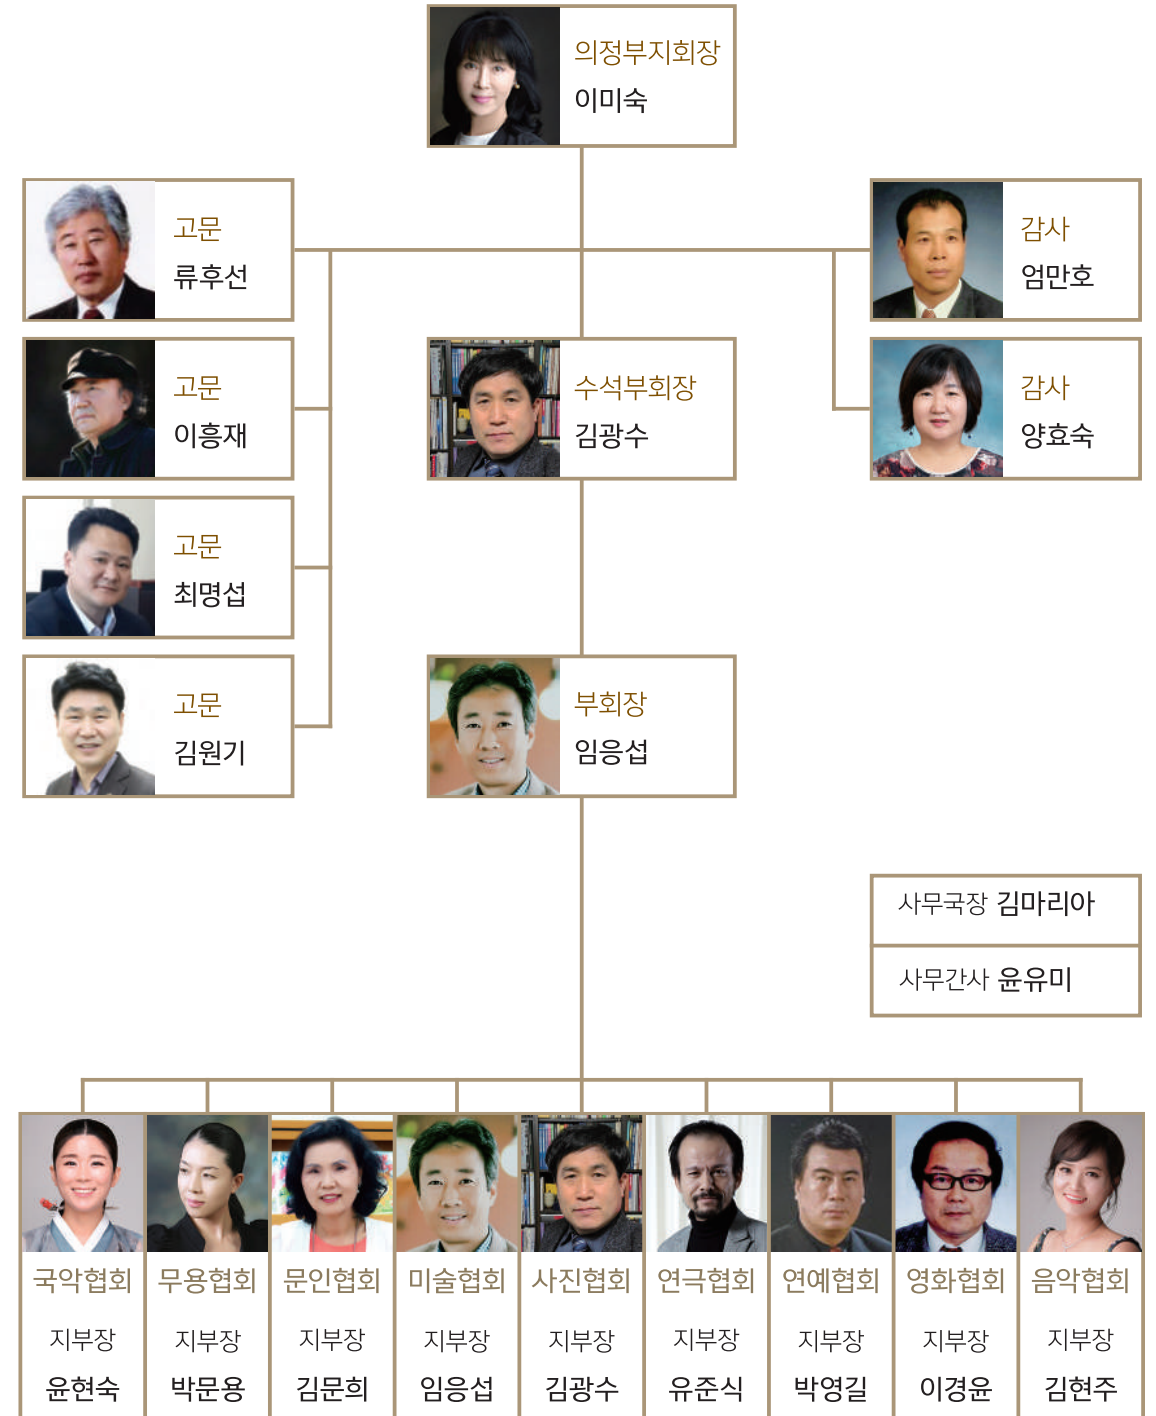 의정부지회장
이미숙
고문
류후선
감사
엄만호
고문
이흥재
수석부회장
김광수
감사
양효숙
고문
최명섭
고문
김원기
부회장
임응섭
사무국장 김마리아
사무간사 윤유미
국악협회
지부장
윤현숙
무용협회
지부장
박문용
문인협회
지부장
김문희
미술협회
지부장
임응섭
사진협회
지부장
김광수
연극협회
지부장
유준식
연예협회
지부장
박영길
영화협회
지부장
이경윤
음악협회
지부장
김현주